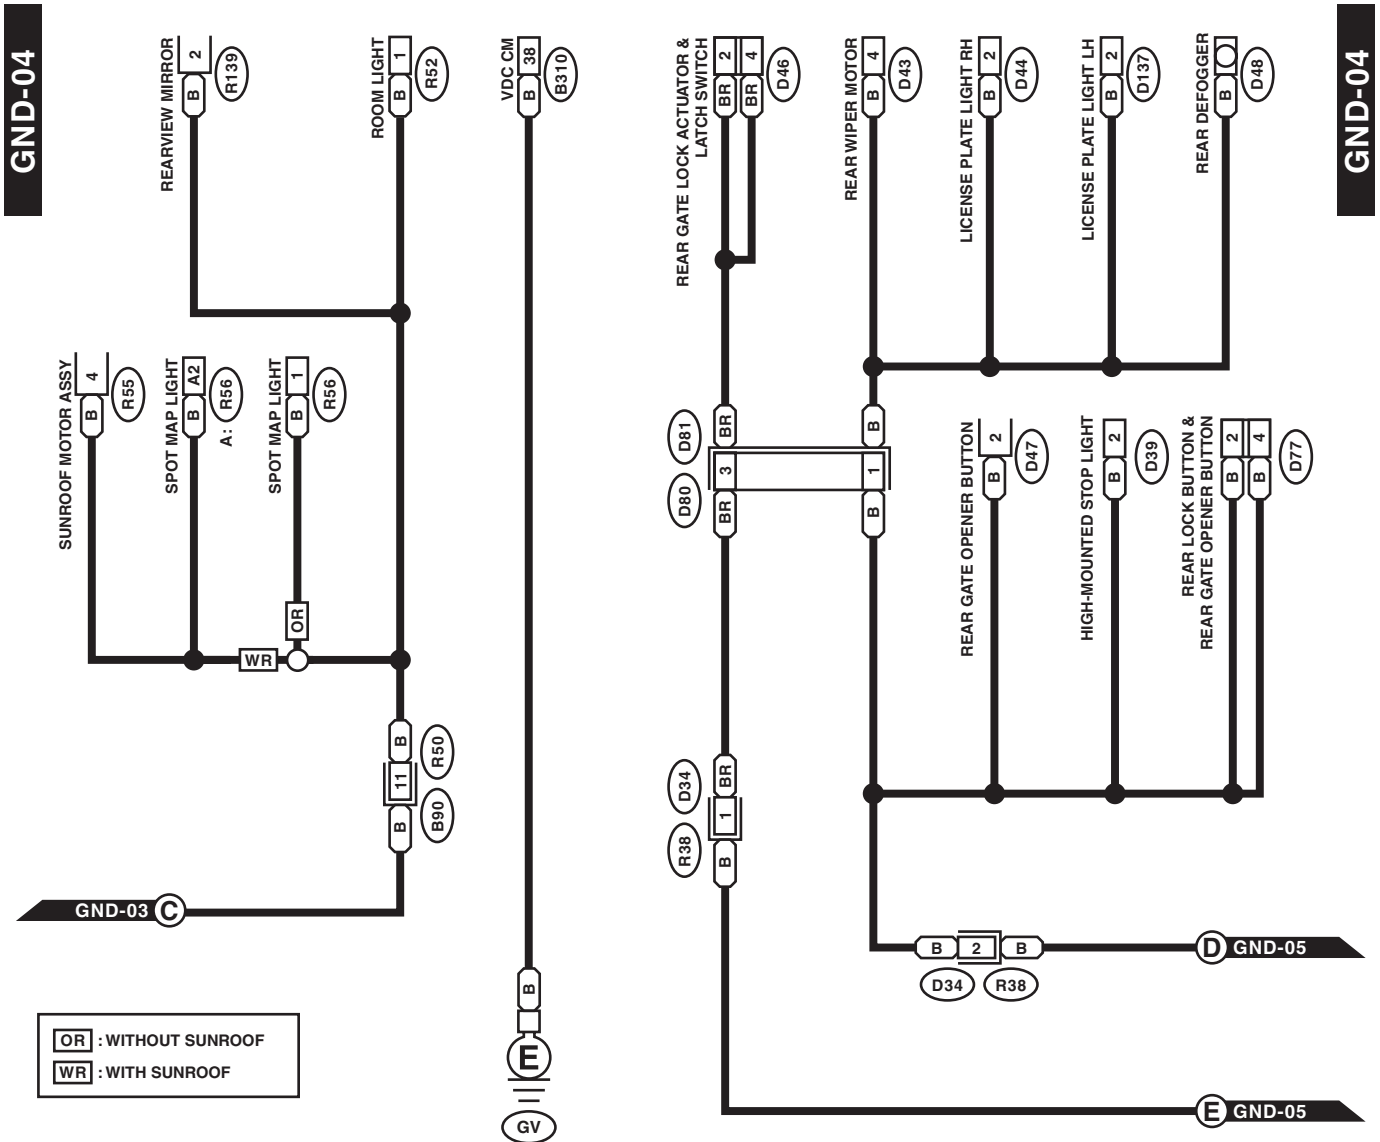 GND-04
GND-04
REARVIEW MIRROR
2
B
R139
ROOM LIGHT
1
B
R52
VDC CM
38
B
B310
REAR GATE LOCK ACTUATOR &
LATCH SWITCH
2
4
BR
BR
D46
REAR WIPER MOTOR
4
B
D43
LICENSE PLATE LIGHT RH
2
B
D44
LICENSE PLATE LIGHT LH
2
B
D137
REAR DEFOGGER
B
D48
SUNROOF MOTOR ASSY
4
B
R55
SPOT MAP LIGHT
A2
B
R56
A:
SPOT MAP LIGHT
1
B
R56
OR
WR
D81
BR
B
3
1
D80
BR
B
REAR GATE OPENER BUTTON
2
B
D47
HIGH-MOUNTED STOP LIGHT
2
B
D39
REAR LOCK BUTTON &
REAR GATE OPENER BUTTON
2
4
B
B
D77
B
R50
11
B
B90
D34
BR
1
R38
B
GND-03 C
B 2 B
D34 R38
D GND-05
B
E
GV
OR : WITHOUT SUNROOF
WR : WITH SUNROOF
E GND-05